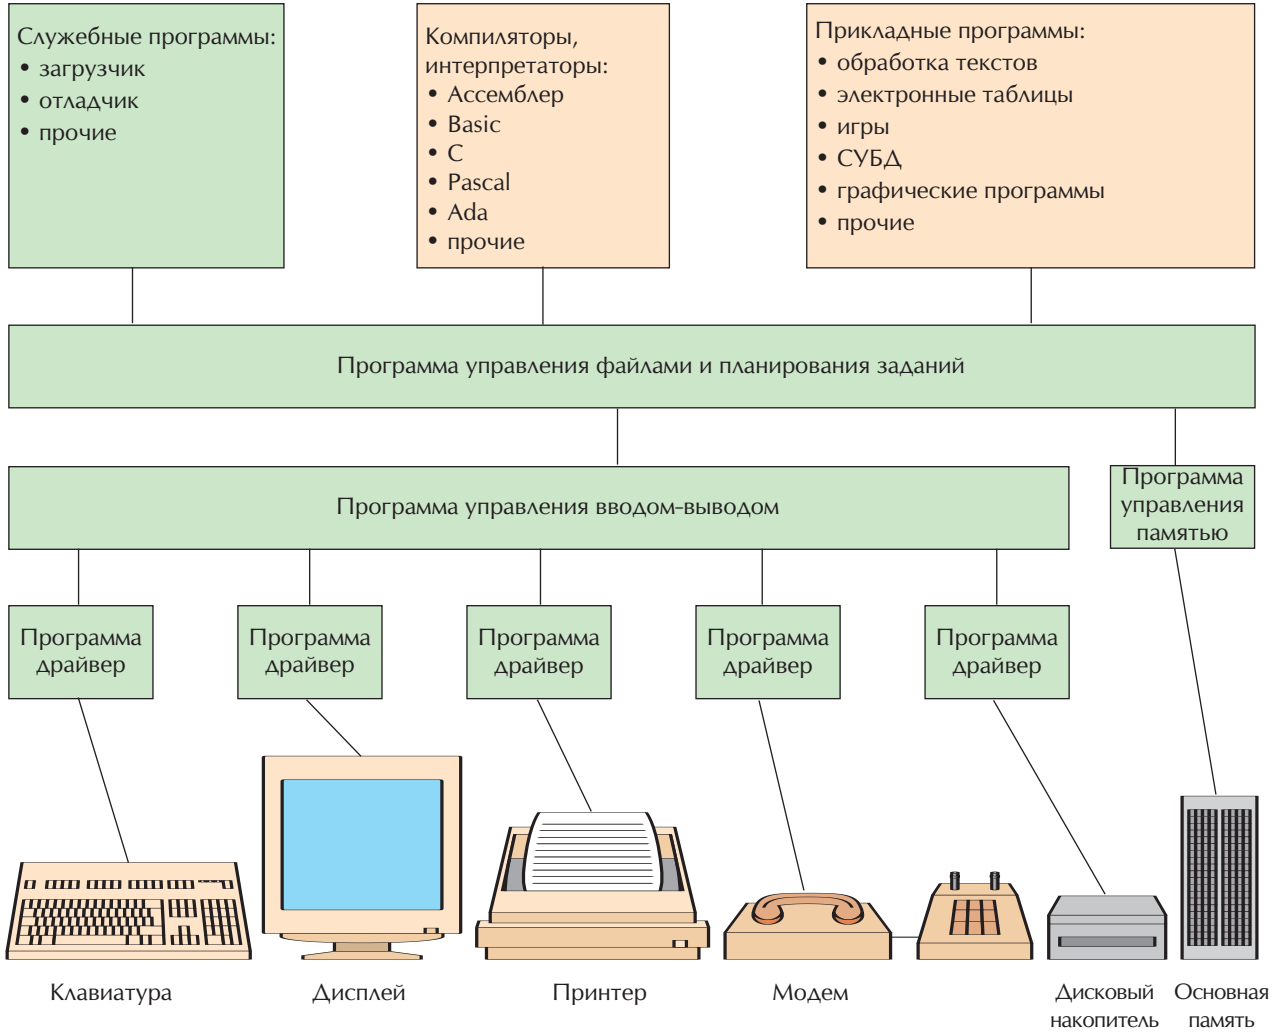 Служебные программы:
• загрузчик
• отладчик
• прочие
Компиляторы,
интерпретаторы:
• Ассемблер
• Basic
• C
• Pascal
• Ada
• прочие
Прикладные программы:
• обработка текстов
• электронные таблицы
• игры
• СУБД
• графические программы
• прочие
Программа управления файлами и планирования заданий
Программа управления вводом-выводом
Программа
управления
памятью
Программа
драйвер
Программа
драйвер
Программа
драйвер
Программа
драйвер
Программа
драйвер
Клавиатура
Дисплей
Принтер
Модем
Дисковый
накопитель
Основная
память